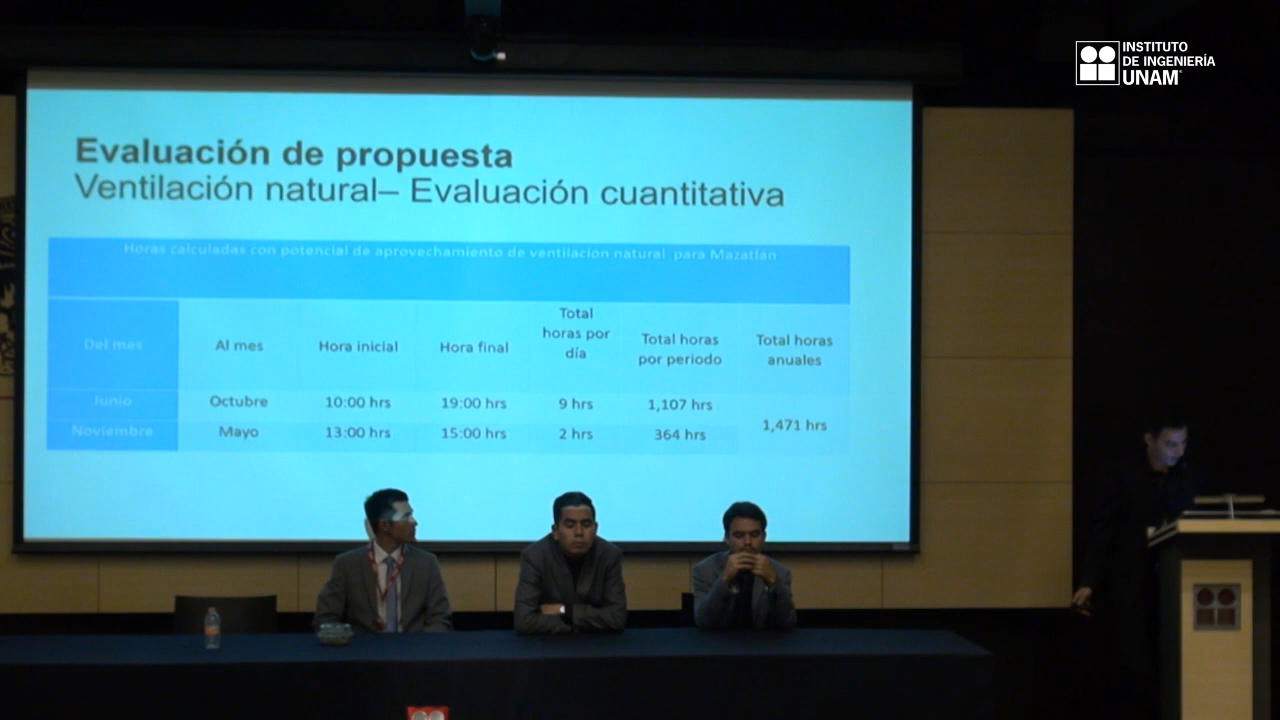 INSTITUTO
DE INGENIERÍA
UNAM
Evaluación de propuesta
Ventilación natural– Evaluación cuantitativa
Horas calculadas con potencial de aprovechamiento de ventilación natural para Mazatlán
Del mes Al mes Hora inicial Hora final Total horas por día Total horas por periodo Total horas anuales
Junio Octubre 10:00 hrs 19:00 hrs 9 hrs 1,107 hrs 1,471 hrs
Noviembre Mayo 13:00 hrs 15:00 hrs 2 hrs 364 hrs